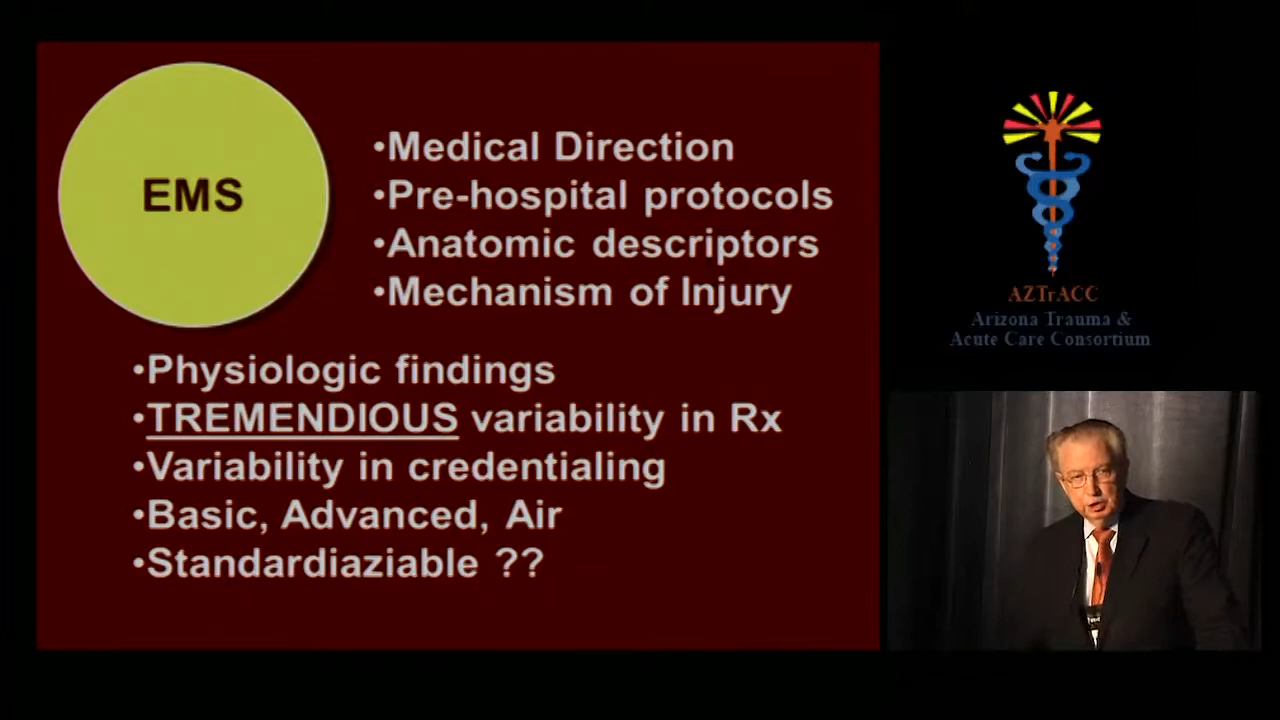 EMS
•Medical Direction
•Pre-hospital protocols
•Anatomic descriptors
•Mechanism of Injury
•Physiologic findings
•TREMENDIOUS variability in Rx
•Variability in credentialing
•Basic, Advanced, Air
•Standardiaziable ??
AZTrACC
Arizona Trauma &
Acute Care Consortium